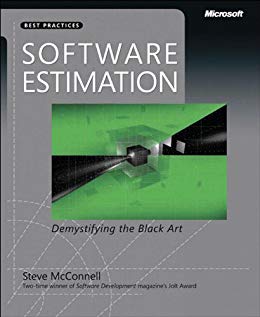 BEST PRACTICES
Microsoft
SOFTWARE
ESTIMATION
Demystifying the Black Art
Steve McConnell
Two-time winner of Software Development magazine's Jolt Award